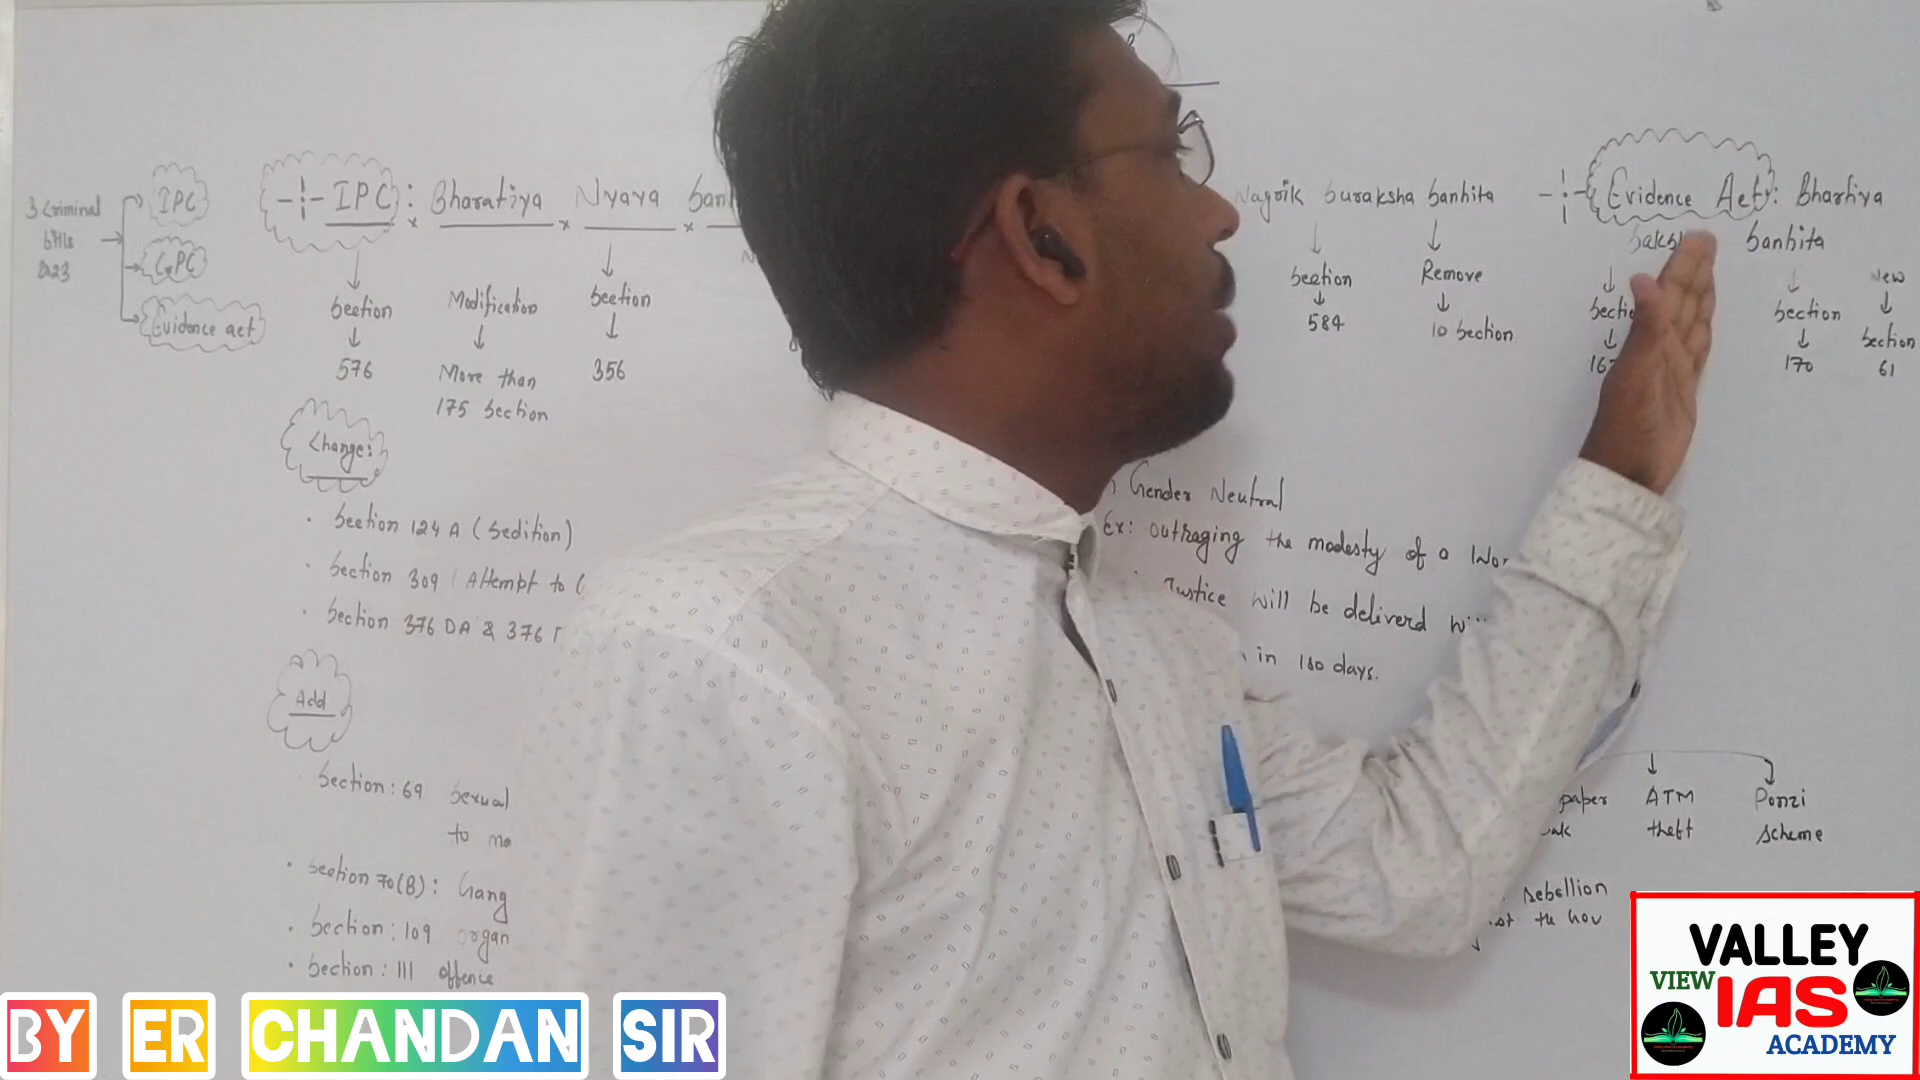 3 Criminal
bills
2023
IPC
CrPC
Evidence act
IPC : Bharatiya Nyaya
Section
576
Modification
More than
175 Section
Section
356
Change:
Section 124 A (Sedition)
Section 309 ( Attempt to
Section 376 DA & 376
Add
Section : 69 Sexual
to
Section 70(B) : Gang
Section : 109 organ
Section : 111 offence
Nagrik Suraksha Sanhita
Section
584
Remove
10 Section
Evidence Act : Bhartiya
Sanhita
Section
170
New
Section
61
Gender Neutral
Ex: outraging the modesty of a
Justice will be deliverd
in 180 days.
paper
ATM
theft
Ponzi
scheme
rebellion
BY ER CHANDAN SIR
VALLEY
VIEW
IAS
ACADEMY